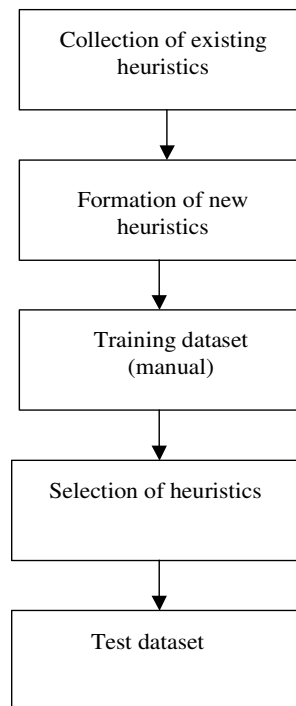 Collection of existing
heuristics
Formation of new
heuristics
Training dataset
(manual)
Selection of heuristics
Test dataset